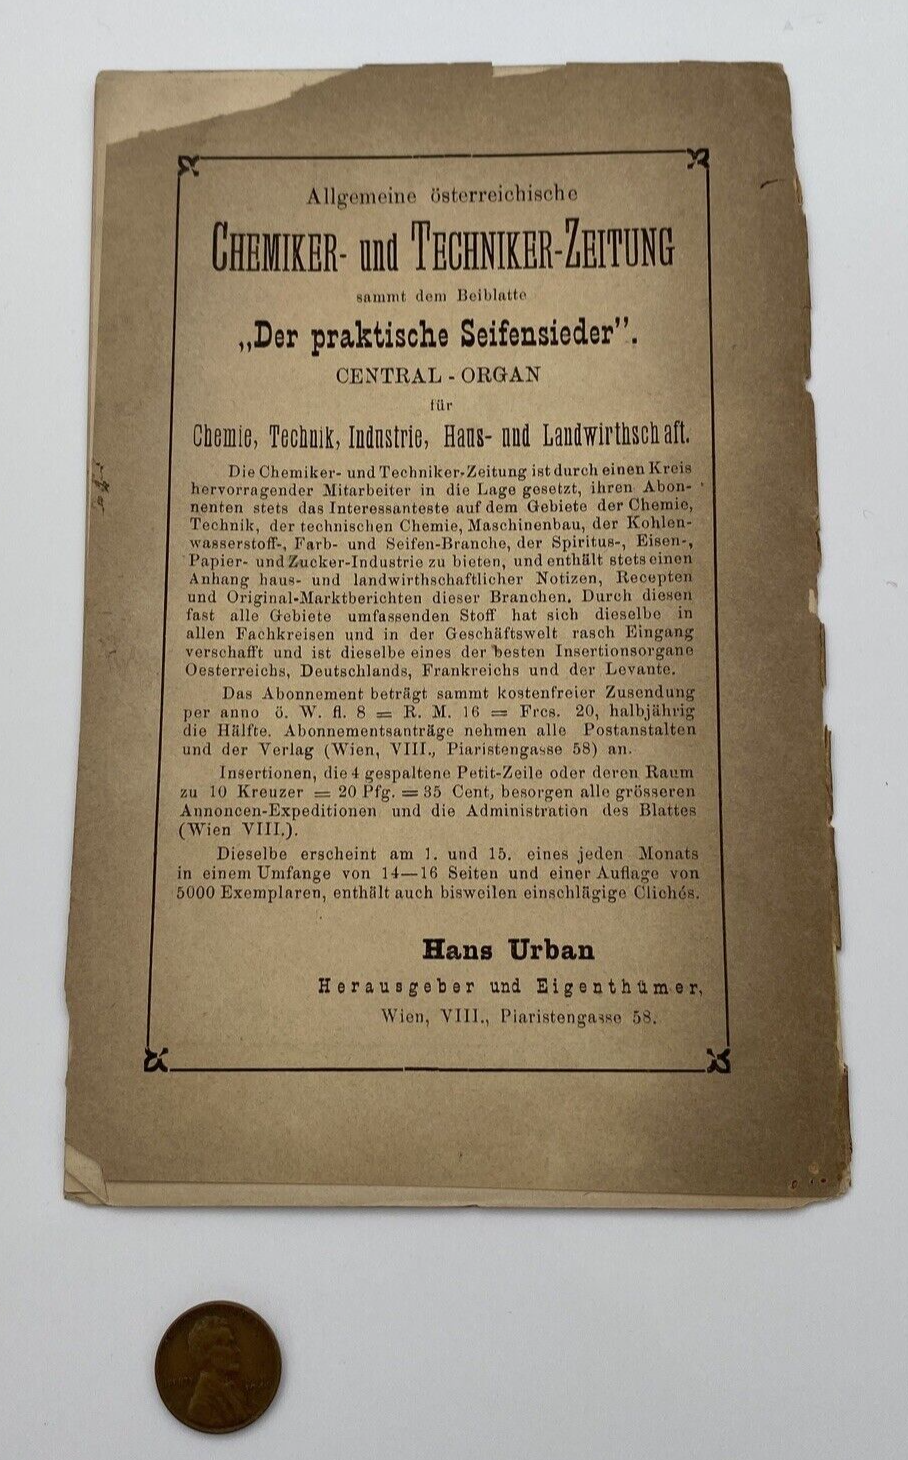 Allgemeine österreichische
CHEMIKER- und TECHNIKER-ZEITUNG
sammt dem Beiblatte
„Der praktische Seifensieder”.
CENTRAL - ORGAN
für
Chemie, Technik, Industrie, Haus- und Landwirthschaft.
Die Chemiker- und Techniker-Zeitung ist durch einen Kreis
hervorragender Mitarbeiter in die Lage gesetzt, ihren Abon-
nenten stets das Interessanteste auf dem Gebiete der Chemie,
Technik, der technischen Chemie, Maschinenbau, der Kohlen-
wasserstoff-, Farb- und Seifen-Branche, der Spiritus-, Eisen-,
Papier- und Zucker-Industrie zu bieten, und enthält stets einen
Anhang haus- und landwirthschaftlicher Notizen, Recepten
und Original-Marktberichten dieser Branchen. Durch diesen
fast alle Gebiete umfassenden Stoff hat sich dieselbe in
allen Fachkreisen und in der Geschäftswelt rasch Eingang
verschafft und ist dieselbe eines der besten Insertionsorgane
Oesterreichs, Deutschlands, Frankreichs und der Levante.
Das Abonnement beträgt sammt kostenfreier Zusendung
per anno ö. W. fl. 8 = R. M. 16 = Frcs. 20, halbjährig
die Hälfte. Abonnementsanträge nehmen alle Postanstalten
und der Verlag (Wien, VIII., Piaristengasse 58) an.
Insertionen, die 4 gespaltene Petit-Zeile oder deren Raum
zu 10 Kreuzer = 20 Pfg. = 35 Cent, besorgen alle grösseren
Annoncen-Expeditionen und die Administration des Blattes
(Wien VIII.).
Dieselbe erscheint am 1. und 15. eines jeden Monats
in einem Umfange von 14—16 Seiten und einer Auflage von
5000 Exemplaren, enthält auch bisweilen einschlägige Clichés.
Hans Urban
Herausgeber und Eigenthümer,
Wien, VIII., Piaristengasse 58.